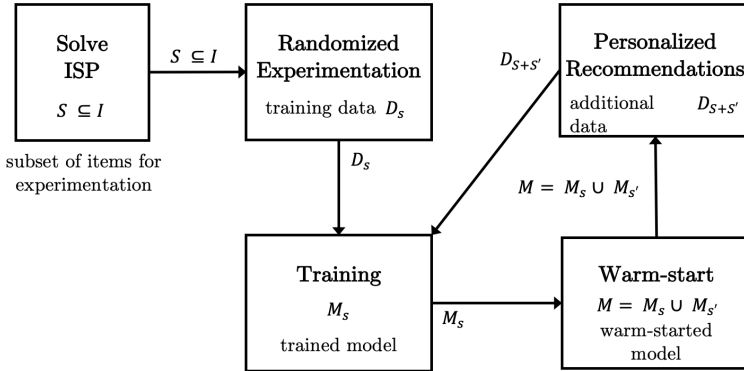 Solve
ISP
S ⊆ I
subset of items for
experimentation
S ⊆ I
Randomized
Experimentation
training data D_s
D_s
Training
M_s
trained model
M_s
Warm-start
M = M_s ∪ M_{s'}
warm-started
model
M = M_s ∪ M_{s'}
Personalized
Recommendations
additional D_{S+S'}
data
D_{S+S'}